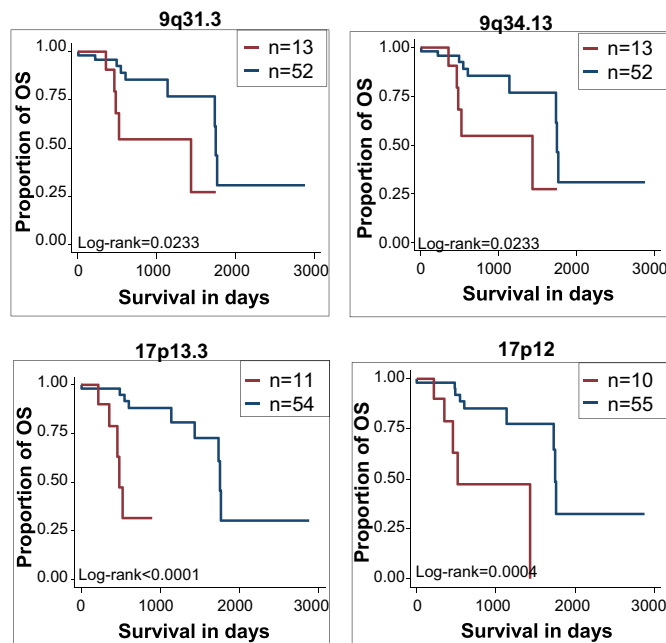 9q31.3
n=13
n=52
1.00
0.75
0.50
0.25
0.00
Proportion of OS
Log-rank=0.0233
0 1000 2000 3000
Survival in days
9q34.13
n=13
n=52
1.00
0.75
0.50
0.25
0.00
Proportion of OS
Log-rank=0.0233
0 1000 2000 3000
Survival in days
17p13.3
n=11
n=54
1.00
0.75
0.50
0.25
0.00
Proportion of OS
Log-rank<0.0001
0 1000 2000 3000
Survival in days
17p12
n=10
n=55
1.00
0.75
0.50
0.25
0.00
Proportion of OS
Log-rank=0.0004
0 1000 2000 3000
Survival in days